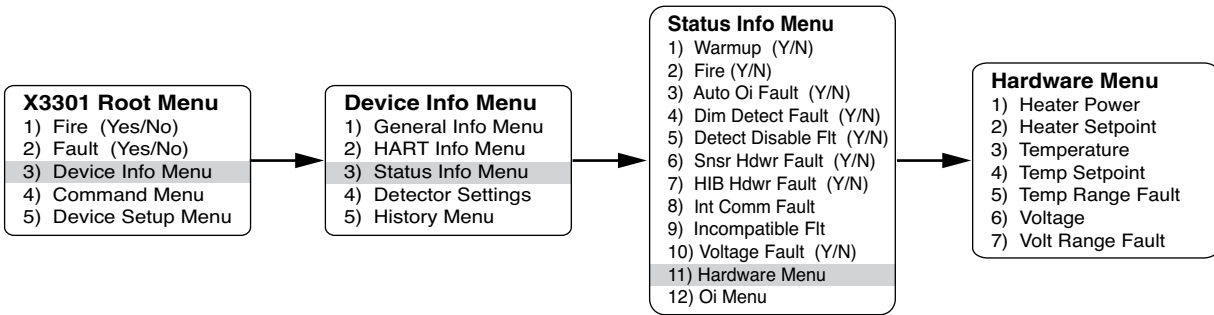 X3301 Root Menu
1) Fire (Yes/No)
2) Fault (Yes/No)
3) Device Info Menu
4) Command Menu
5) Device Setup Menu
Device Info Menu
1) General Info Menu
2) HART Info Menu
3) Status Info Menu
4) Detector Settings
5) History Menu
Status Info Menu
1) Warmup (Y/N)
2) Fire (Y/N)
3) Auto Oi Fault (Y/N)
4) Dim Detect Fault (Y/N)
5) Detect Disable Flt (Y/N)
6) Snsr Hdwr Fault (Y/N)
7) HIB Hdwr Fault (Y/N)
8) Int Comm Fault
9) Incompatible Flt
10) Voltage Fault (Y/N)
11) Hardware Menu
12) Oi Menu
Hardware Menu
1) Heater Power
2) Heater Setpoint
3) Temperature
4) Temp Setpoint
5) Temp Range Fault
6) Voltage
7) Volt Range Fault